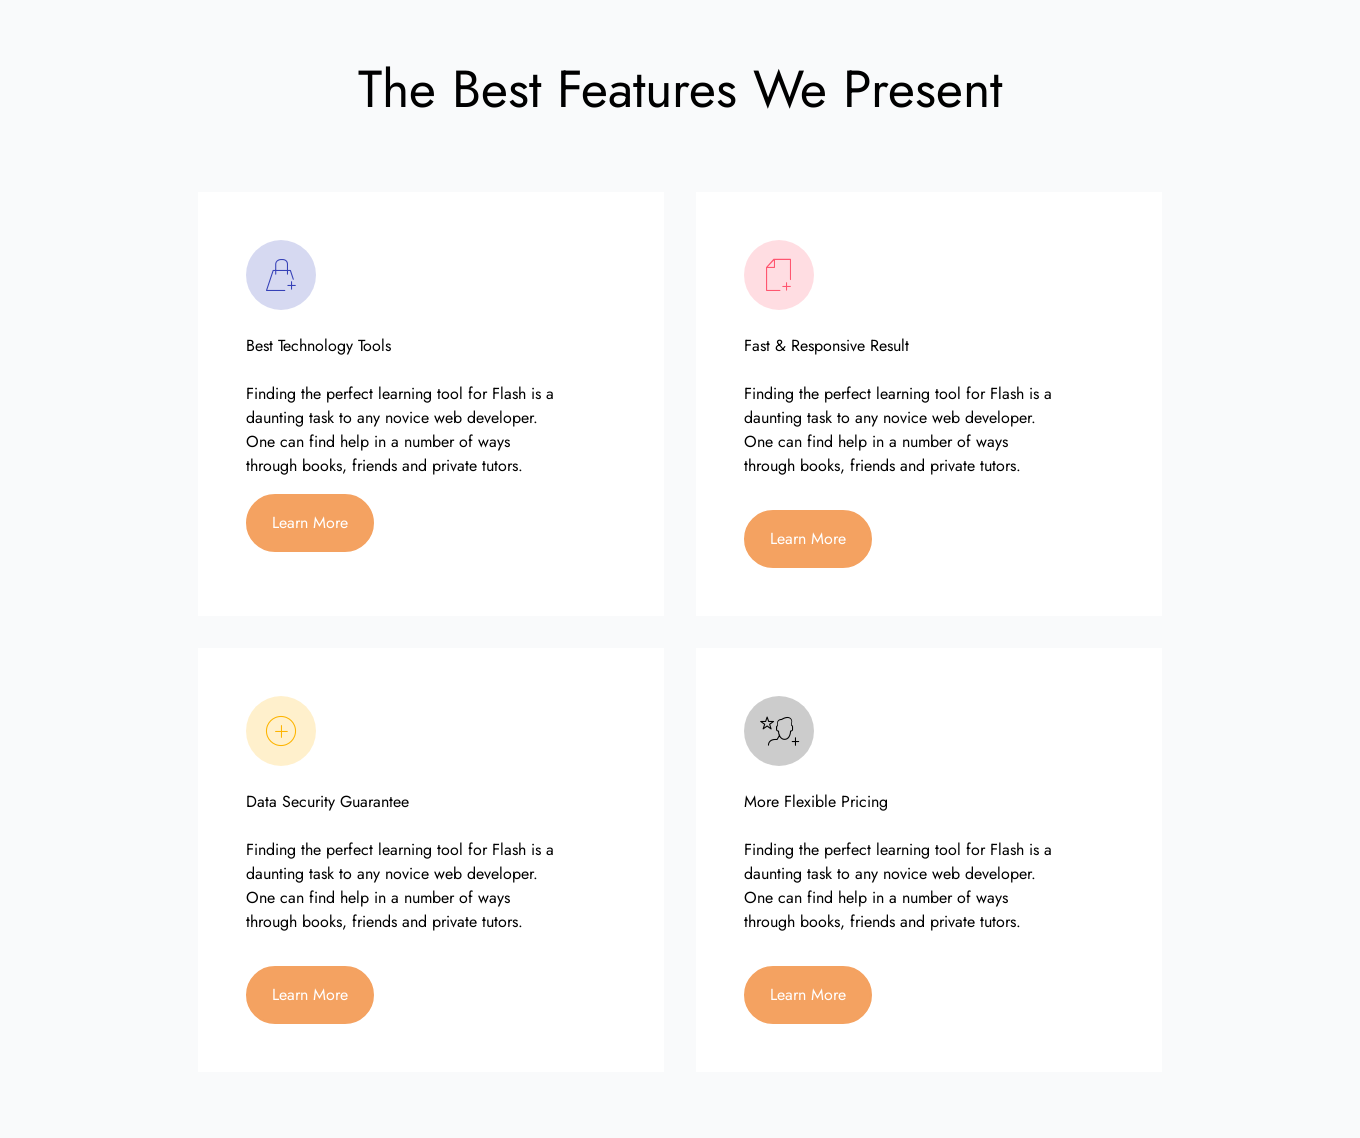 The Best Features We Present
Best Technology Tools
Finding the perfect learning tool for Flash is a
daunting task to any novice web developer.
One can find help in a number of ways
through books, friends and private tutors.
Learn More
Fast & Responsive Result
Finding the perfect learning tool for Flash is a
daunting task to any novice web developer.
One can find help in a number of ways
through books, friends and private tutors.
Learn More
Data Security Guarantee
Finding the perfect learning tool for Flash is a
daunting task to any novice web developer.
One can find help in a number of ways
through books, friends and private tutors.
Learn More
More Flexible Pricing
Finding the perfect learning tool for Flash is a
daunting task to any novice web developer.
One can find help in a number of ways
through books, friends and private tutors.
Learn More